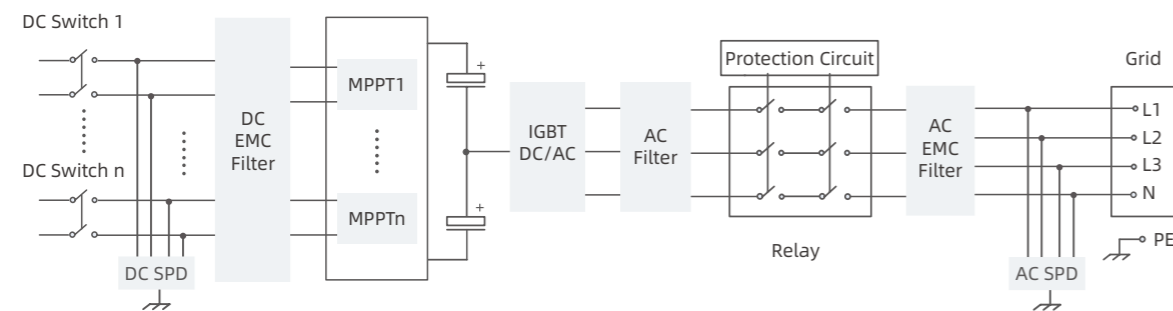 DC Switch 1
DC Switch n
DC SPD
DC
EMC
Filter
MPPT1
MPPTn
+
+
IGBT
DC/AC
AC
Filter
Protection Circuit
Relay
AC
EMC
Filter
Grid
L1
L2
L3
N
PE
AC SPD